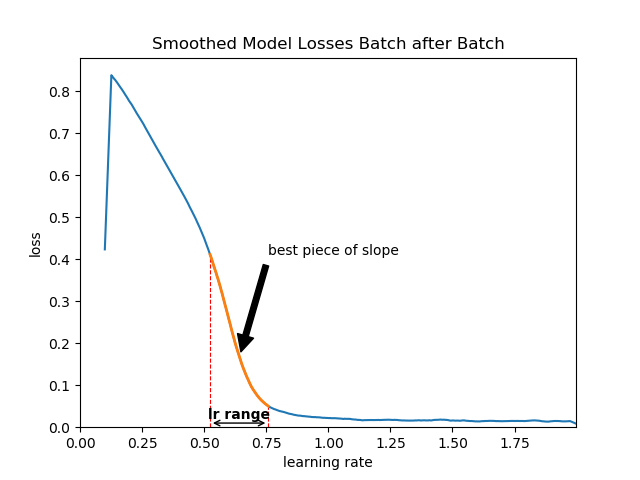 Smoothed Model Losses Batch after Batch
0.8
0.7
0.6
0.5
loss
best piece of slope
0.4
0.3
0.2
0.1
lr range
0.0
0.00 0.25 0.50 0.75 1.00 1.25 1.50 1.75
learning rate